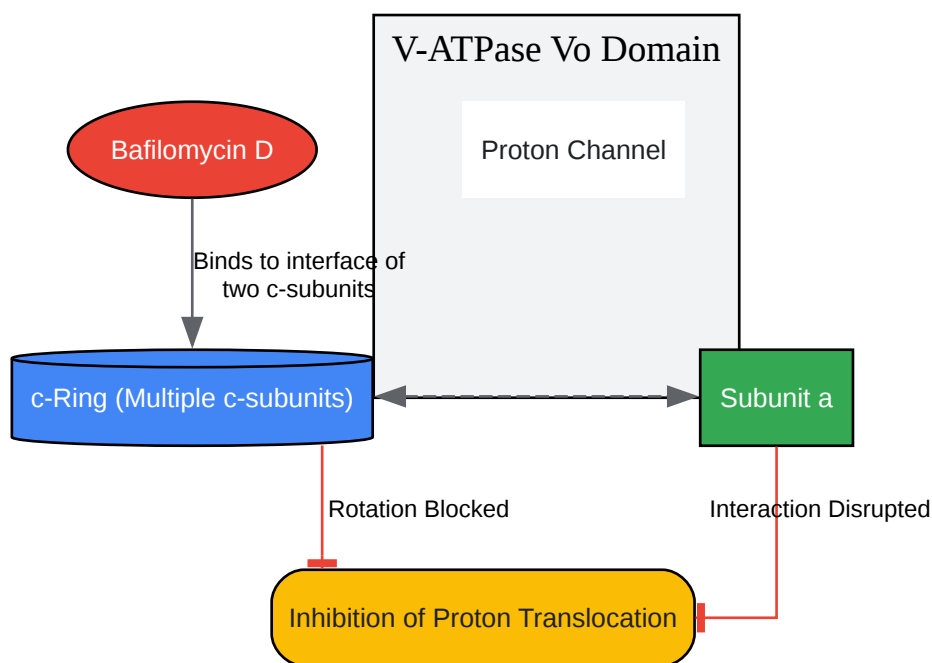 V-ATPase Vo Domain
Bafilomycin D
Proton Channel
Binds to interface of
two c-subunits
c-Ring (Multiple c-subunits)
Subunit a
Rotation Blocked
Interaction Disrupted
Inhibition of Proton Translocation